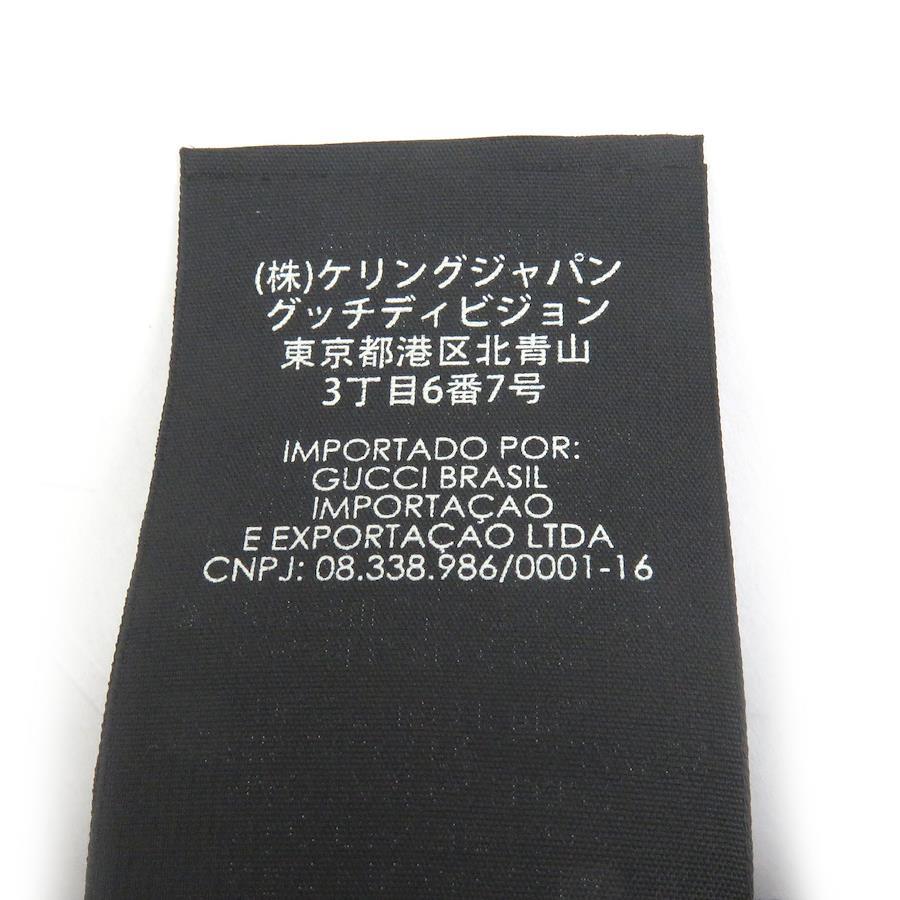 (株)ケリングジャパン
グッチディビジョン
東京都港区北青山
3丁目6番7号
IMPORTADO POR:
GUCCI BRASIL
IMPORTAÇAO
E EXPORTAÇAO LTDA
CNPJ: 08.338.986/0001-16